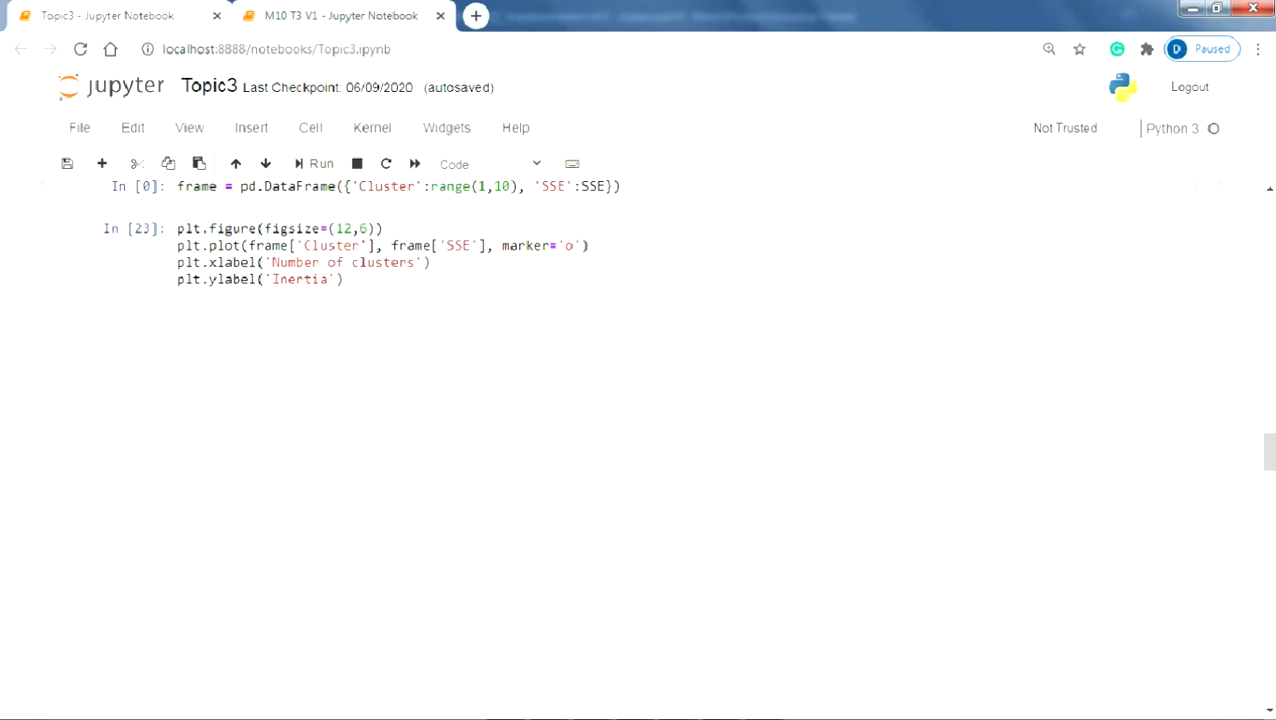 Topic3 - Jupyter Notebook
M10 T3 V1 - Jupyter Notebook
localhost:8888/notebooks/Topic3.ipynb
D Paused
jupyter Topic3 Last Checkpoint: 06/09/2020 (autosaved)
Logout
File Edit View Insert Cell Kernel Widgets Help
Not Trusted
Python 3
Run
Code
In [0]: frame = pd.DataFrame({'Cluster':range(1,10), 'SSE':SSE})
In [23]: plt.figure(figsize=(12,6))
plt.plot(frame['Cluster'], frame['SSE'], marker='o')
plt.xlabel('Number of clusters')
plt.ylabel('Inertia')